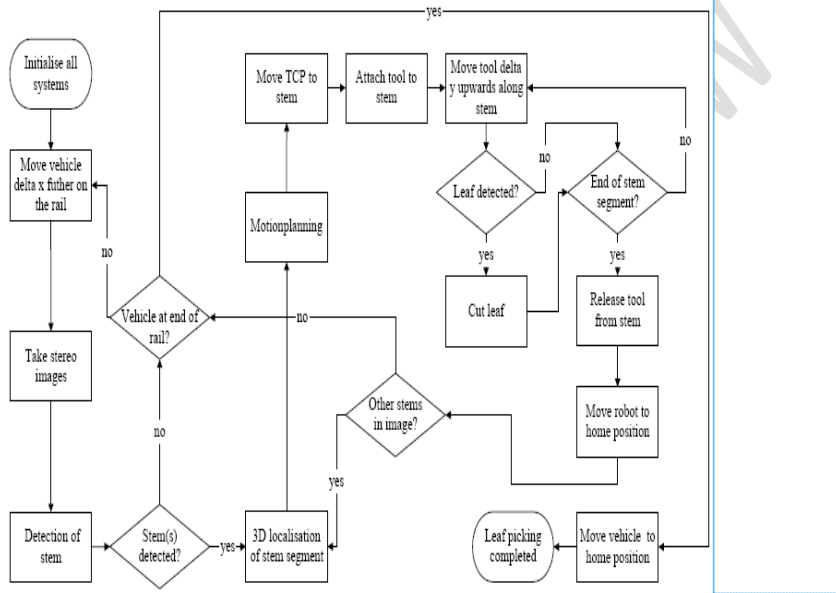 yes
Initialise all
systems
Move TCP to
stem
Attach tool to
stem
Move tool delta
y upwards along
stem
no
no
Move vehicle
delta x futher on
the rail
Leaf detected?
End of stem
segment?
Motionplanning
no
yes
yes
Vehicle at end of
rail?
no
Cut leaf
Release tool
from stem
Take stereo
images
Other stems
in image?
Move robot to
home position
no
yes
Detection of
stem
Stem(s)
detected?
yes
3D localisation
of stem segment
Leaf picking
completed
Move vehicle to
home position